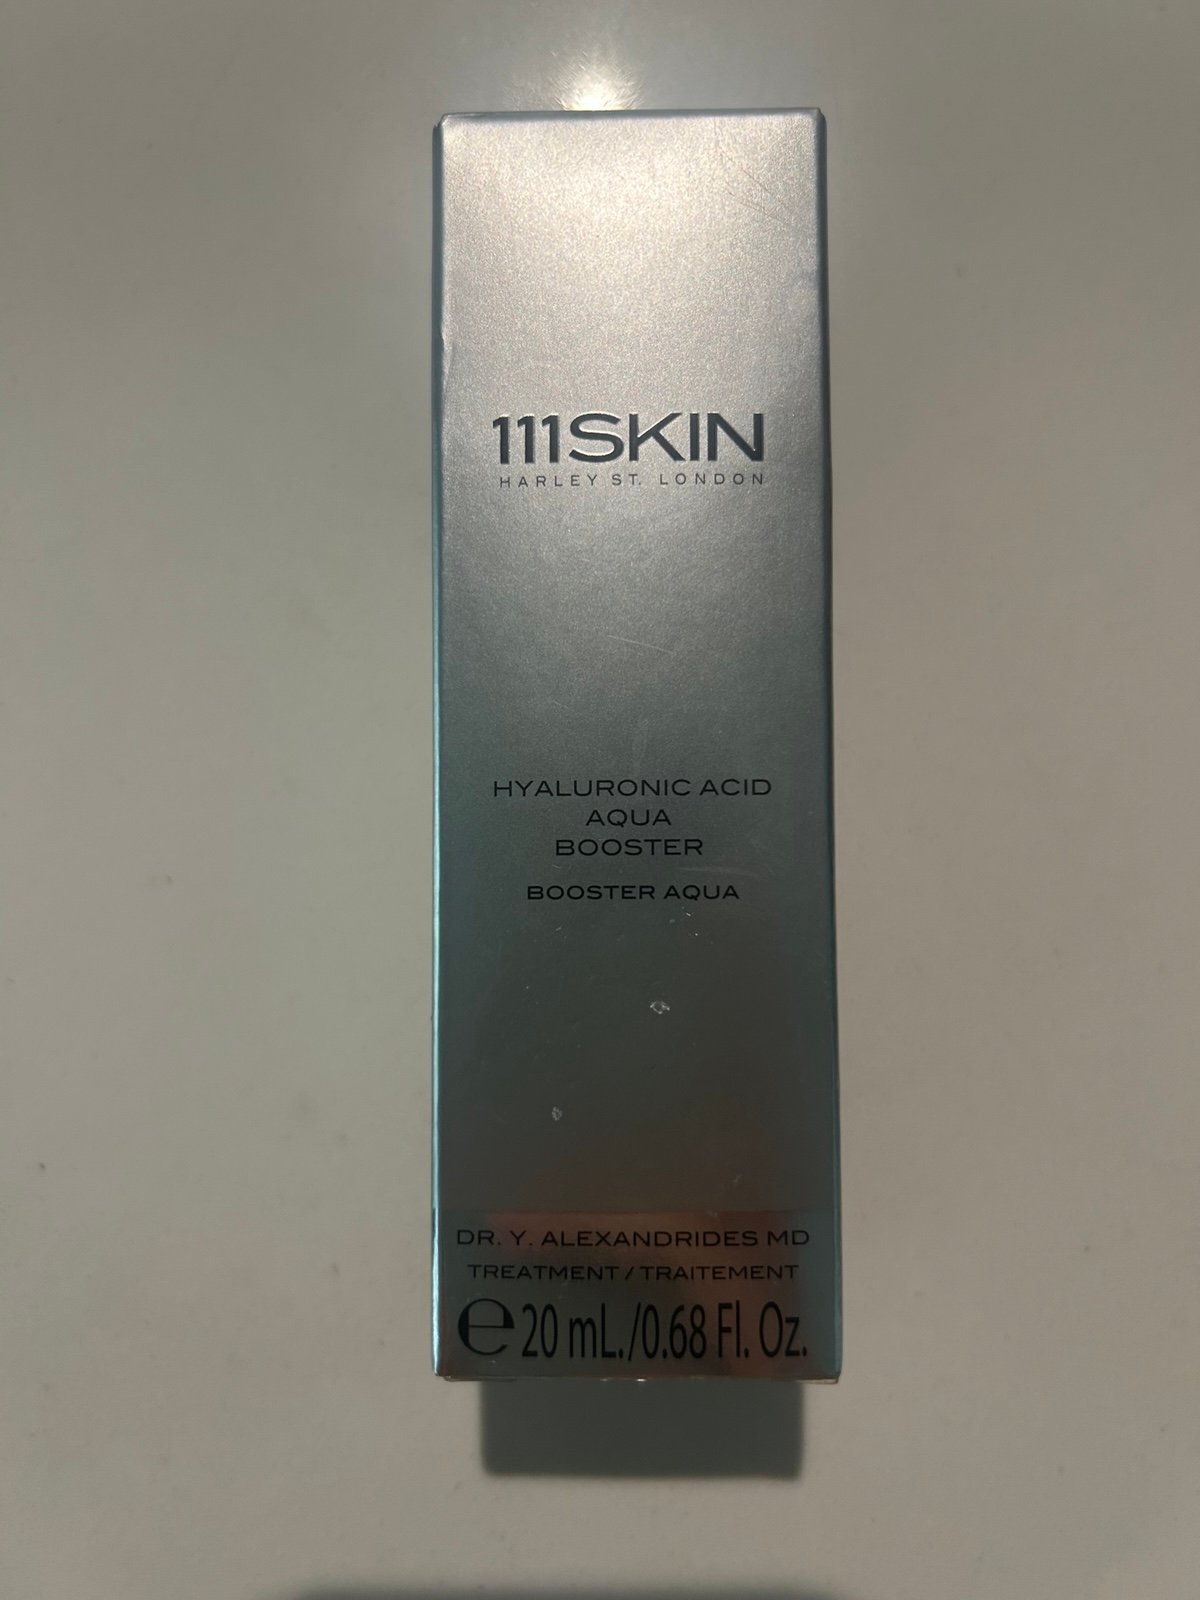 111SKIN
HARLEY ST. LONDON
HYALURONIC ACID
AQUA
BOOSTER
BOOSTER AQUA
DR. Y. ALEXANDRIDES MD
TREATMENT / TRAITEMENT
℮ 20 mL./0.68 Fl. Oz.